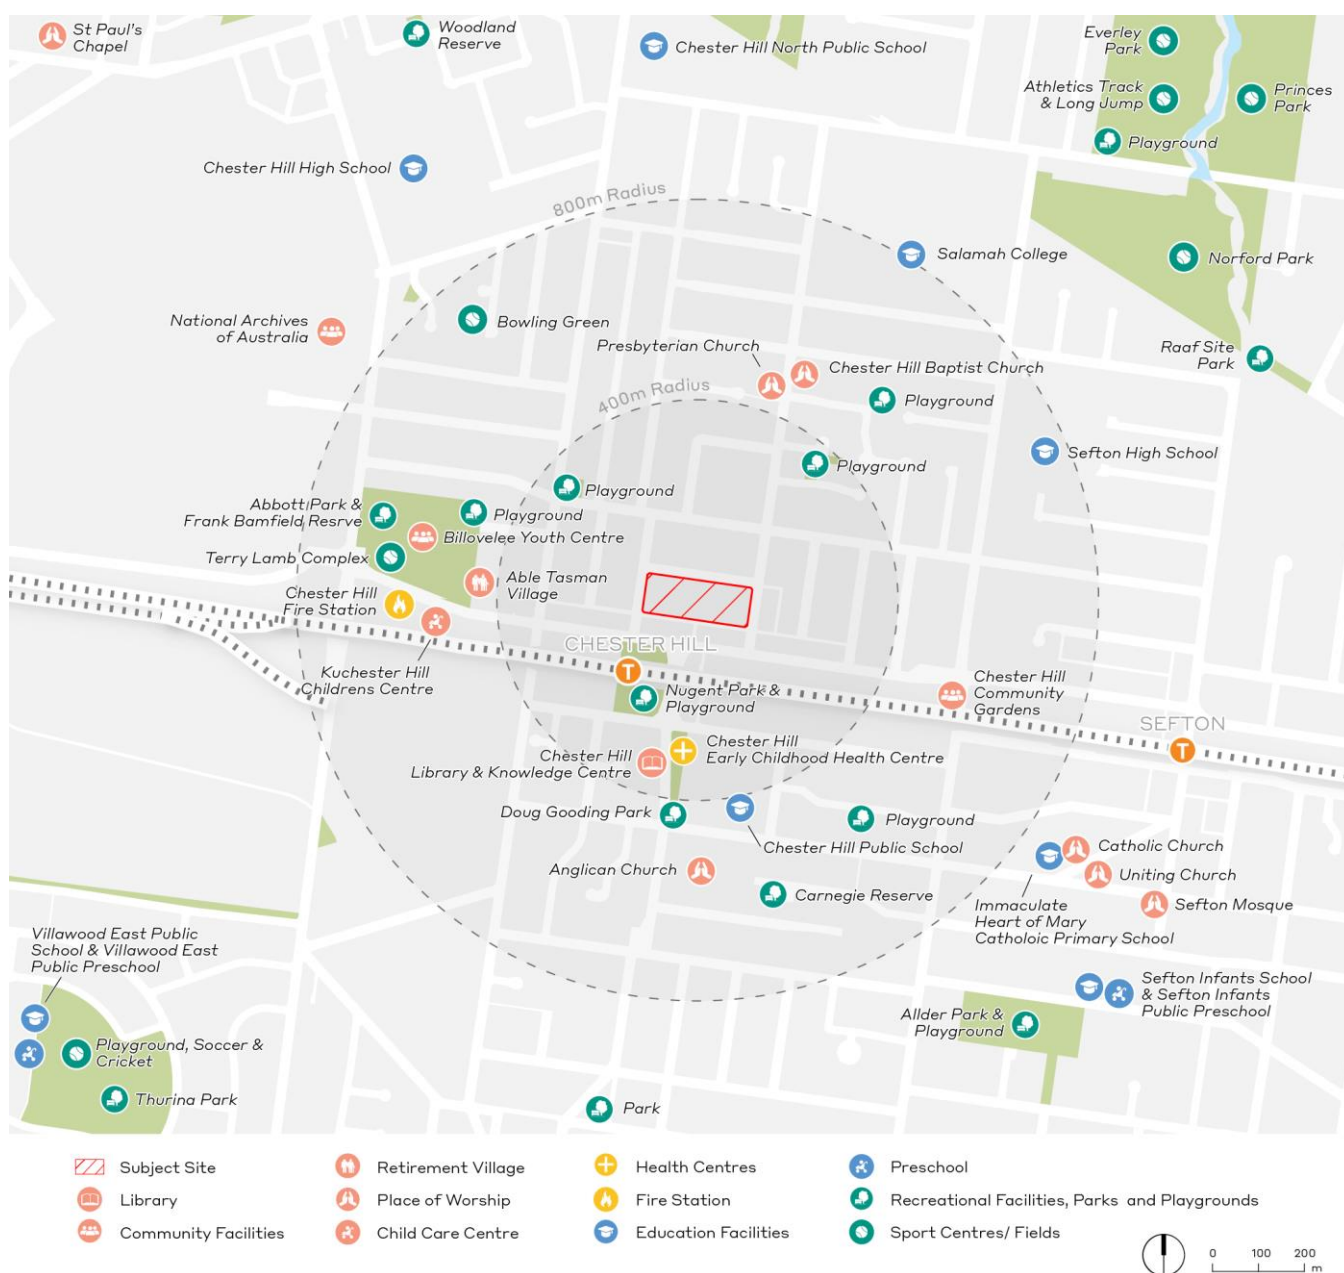 St Paul's
Chapel
Woodland
Reserve
Chester Hill North Public School
Everley
Park
Athletics Track
& Long Jump
Princes
Park
Playground
Chester Hill High School
800m Radius
Salamah College
Norford Park
National Archives
of Australia
Bowling Green
Presbyterian Church
Chester Hill Baptist Church
Raaf Site
Park
400m Radius
Playground
Sefton High School
Playground
Playground
Abbott Park &
Frank Bamfield Resrve
Playground
Billovelee Youth Centre
Terry Lamb Complex
Able Tasman
Village
Chester Hill
Fire Station
CHESTER HILL
T
Kuchester Hill
Childrens Centre
Nugent Park &
Playground
Chester Hill
Community
Gardens
SEFTON
T
Chester Hill
Library & Knowledge Centre
Chester Hill
Early Childhood Health Centre
Doug Gooding Park
Playground
Chester Hill Public School
Catholic Church
Anglican Church
Uniting Church
Carnegie Reserve
Sefton Mosque
Immaculate
Heart of Mary
Catholoic Primary School
Villawood East Public
School & Villawood East
Public Preschool
Sefton Infants School
& Sefton Infants
Public Preschool
Allder Park &
Playground
Playground, Soccer &
Cricket
Thurina Park
Park
Subject Site
Retirement Village
Health Centres
Preschool
Library
Place of Worship
Fire Station
Recreational Facilities, Parks and Playgrounds
Community Facilities
Child Care Centre
Education Facilities
Sport Centres/ Fields
0 100 200
m